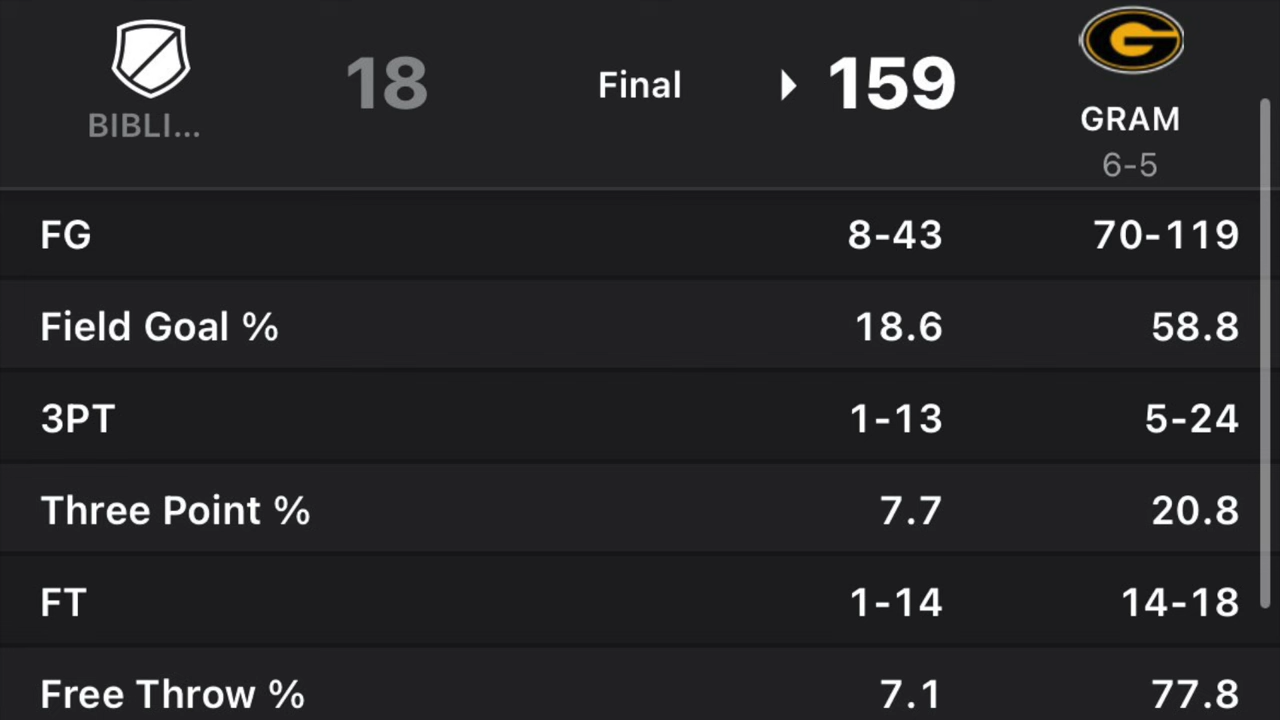 BIBLI...
18
Final
159
G
GRAM
6-5
FG 8-43 70-119
Field Goal % 18.6 58.8
3PT 1-13 5-24
Three Point % 7.7 20.8
FT 1-14 14-18
Free Throw % 7.1 77.8